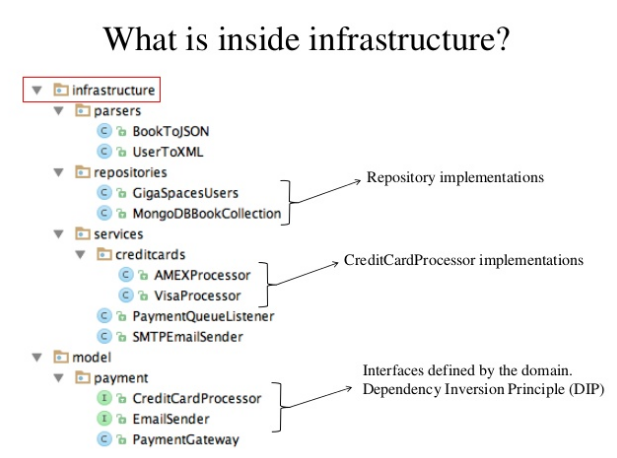 What is inside infrastructure?
infrastructure
parsers
C BookToJSON
C UserToXML
repositories
C GigaSpacesUsers
C MongoDBBookCollection
Repository implementations
services
creditcards
C AMEXProcessor
C VisaProcessor
CreditCardProcessor implementations
C PaymentQueueListener
C SMTPEmailSender
model
payment
I CreditCardProcessor
I EmailSender
C PaymentGateway
Interfaces defined by the domain.
Dependency Inversion Principle (DIP)